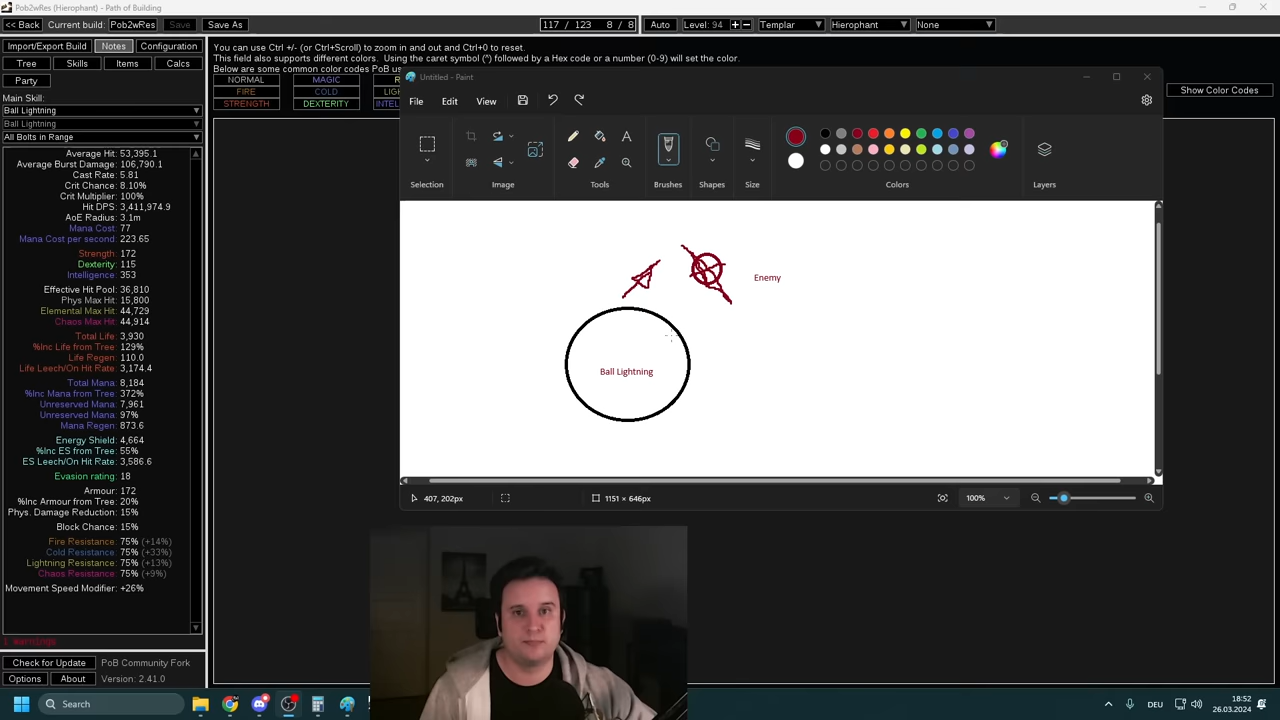 Pob2wRes (Hierophant) - Path of Building
<< Back Current build: Pob2wRes Save Save As 117 / 123 8 / 8 Auto Level: 94 Templar Hierophant None
Import/Export Build Notes Configuration
Tree Skills Items Calcs
Party
Main Skill:
Ball Lightning
Ball Lightning
All Bolts in Range
Average Hit: 53,395.1
Average Burst Damage: 106,790.1
Cast Rate: 5.81
Crit Chance: 8.10%
Crit Multiplier: 100%
Hit DPS: 3,411,974.9
AoE Radius: 3.1m
Mana Cost: 77
Mana Cost per second: 223.65
Strength: 172
Dexterity: 115
Intelligence: 353
Effective Hit Pool: 36,810
Phys Max Hit: 15,800
Elemental Max Hit: 44,729
Chaos Max Hit: 44,914
Total Life: 3,930
%Inc Life from Tree: 129%
Life Regen: 110.0
Life Leech/On Hit Rate: 3,174.4
Total Mana: 8,184
%Inc Mana from Tree: 372%
Unreserved Mana: 7,961
Unreserved Mana: 97%
Mana Regen: 873.6
Energy Shield: 4,664
%Inc ES from Tree: 55%
ES Leech/On Hit Rate: 3,586.6
Evasion rating: 18
Armour: 172
%Inc Armour from Tree: 20%
Phys. Damage Reduction: 15%
Block Chance: 15%
Fire Resistance: 75% (+14%)
Cold Resistance: 75% (+33%)
Lightning Resistance: 75% (+13%)
Chaos Resistance: 75% (+9%)
Movement Speed Modifier: +26%
1 Warnings
Check for Update PoB Community Fork
Options About Version: 2.41.0
You can use Ctrl +/- (or Ctrl+Scroll) to zoom in and out and Ctrl+0 to reset.
This field also supports different colors. Using the caret symbol (^) followed by a Hex code or a number (0-9) will set the color.
Below are some common color codes PoB us
NORMAL MAGIC R
FIRE COLD LIGH
STRENGTH DEXTERITY INTEL
Show Color Codes
Untitled - Paint
File Edit View
Selection Image Tools Brushes Shapes Size Colors Layers
Enemy
Ball Lightning
407, 202px 1151 × 646px 100%
Search
DEU 18:52
26.03.2024